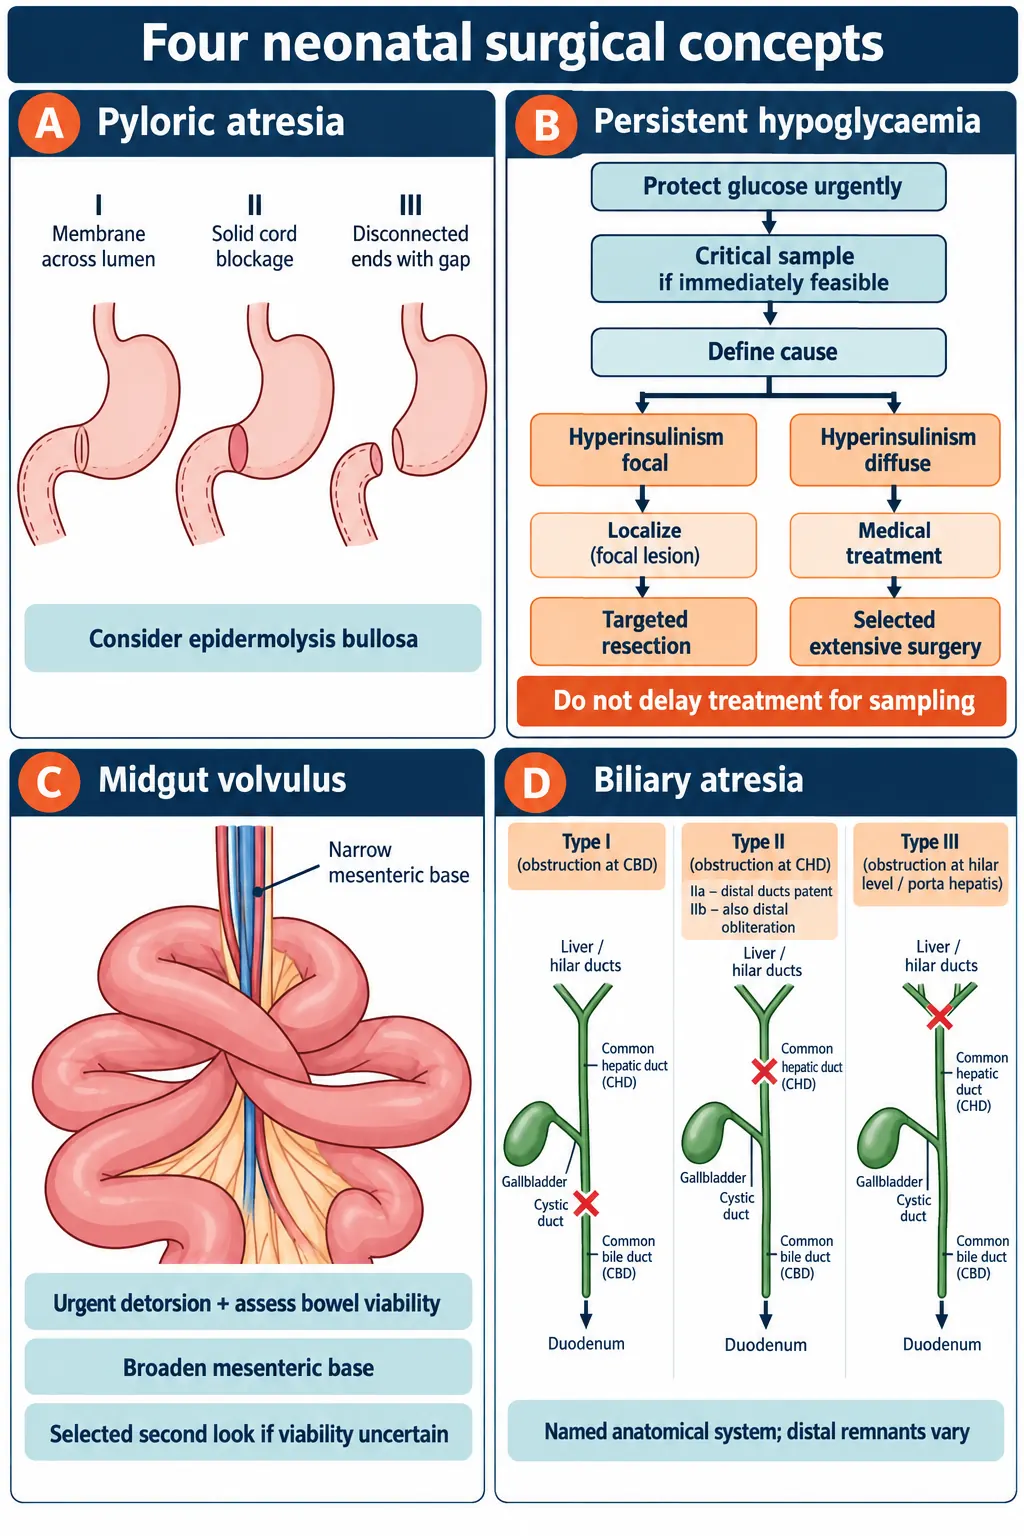 Four neonatal surgical concepts
A Pyloric atresia
I
Membrane
across lumen
II
Solid cord
blockage
III
Disconnected
ends with gap
Consider epidermolysis bullosa
B Persistent hypoglycaemia
Protect glucose urgently
Critical sample
if immediately feasible
Define cause
Hyperinsulinism
focal
Localize
(focal lesion)
Targeted
resection
Hyperinsulinism
diffuse
Medical
treatment
Selected
extensive surgery
Do not delay treatment for sampling
C Midgut volvulus
Narrow
mesenteric base
Urgent detorsion + assess bowel viability
Broaden mesenteric base
Selected second look if viability uncertain
D Biliary atresia
Type I
(obstruction at CBD)
Liver /
hilar ducts
Common
hepatic duct
(CHD)
Gallbladder
Cystic
duct
Common
bile duct
(CBD)
Duodenum
Type II
(obstruction at CHD)
IIa – distal ducts patent
IIb – also distal
obliteration
Liver /
hilar ducts
Common
hepatic duct
(CHD)
Gallbladder
Cystic
duct
Common
bile duct
(CBD)
Duodenum
Type III
(obstruction at hilar
level / porta hepatis)
Liver /
hilar ducts
Common
hepatic
duct
(CHD)
Gallbladder
Cystic
duct
Common
bile duct
(CBD)
Duodenum
Named anatomical system; distal remnants vary